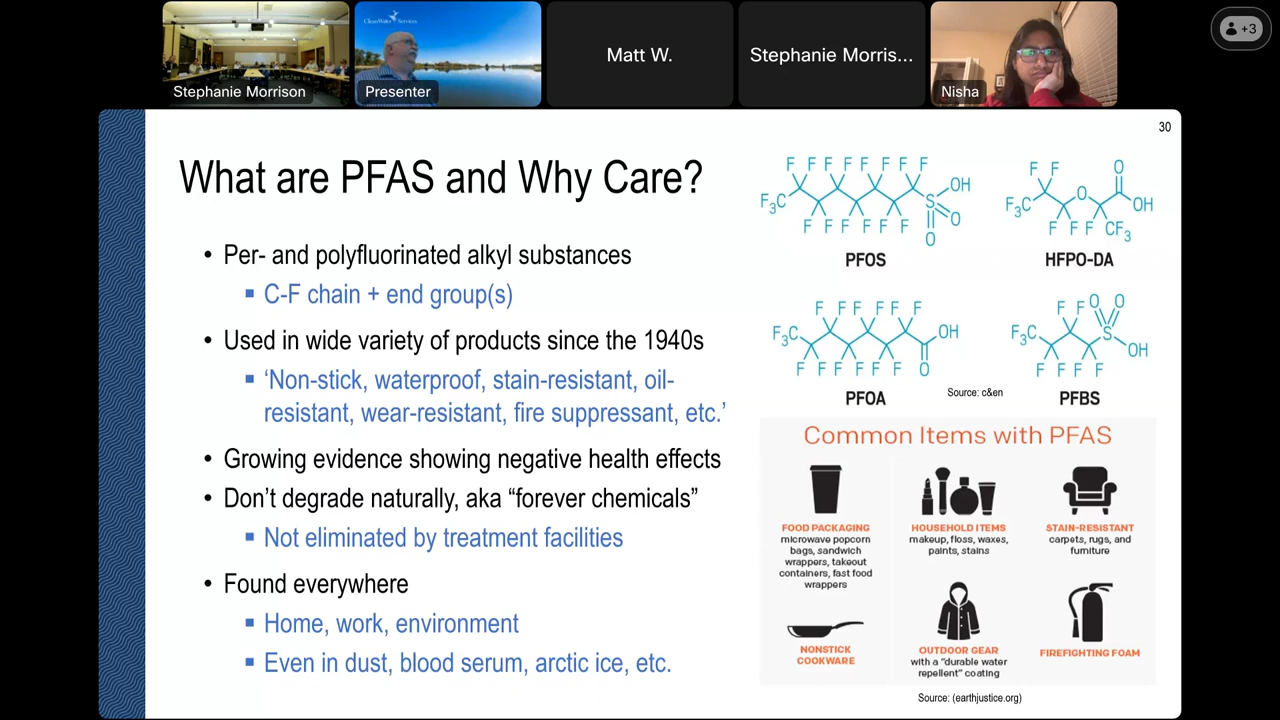 CleanWater Services
Stephanie Morrison
Presenter
Matt W.
Stephanie Morris...
Nisha
+3
30
What are PFAS and Why Care?
• Per- and polyfluorinated alkyl substances
▪ C-F chain + end group(s)
• Used in wide variety of products since the 1940s
▪ ‘Non-stick, waterproof, stain-resistant, oil-
resistant, wear-resistant, fire suppressant, etc.’
• Growing evidence showing negative health effects
• Don’t degrade naturally, aka “forever chemicals”
▪ Not eliminated by treatment facilities
• Found everywhere
▪ Home, work, environment
▪ Even in dust, blood serum, arctic ice, etc.
F F F F F F F F
F₃C S OH
F F F F F F O
O
PFOS
F F O
F₃C O OH
F F F CF₃
HFPO-DA
F F F F F F
F₃C OH
F F F F F F F F O
PFOA
F F O O
F₃C S OH
F F F F
PFBS
Source: c&en
Common Items with PFAS
FOOD PACKAGING
microwave popcorn
bags, sandwich
wrappers, takeout
containers, fast food
wrappers
HOUSEHOLD ITEMS
makeup, floss, waxes,
paints, stains
STAIN-RESISTANT
carpets, rugs, and
furniture
NONSTICK
COOKWARE
OUTDOOR GEAR
with a "durable water
repellent" coating
FIREFIGHTING FOAM
Source: (earthjustice.org)